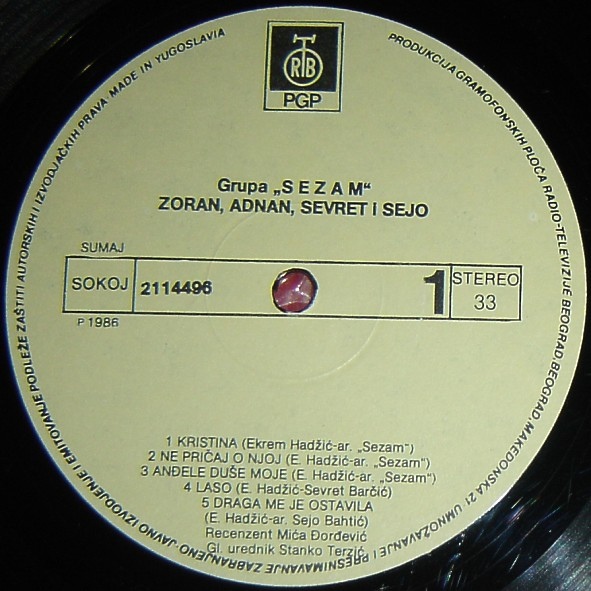 PRODUKCIJA GRAMOFONSKIH PLOČA RADIO-TELEVIZIJE BEOGRAD, BEOGRAD, MAKEDONSKA 21 UMNOŽAVANJE I PRESNIMAVANJE ZABRANJENO-JAVNO IZVODJENJE I EMITOVANJE PODLEŽE ZAŠTITI AUTORSKIH I IZVODJAČKIH PRAVA·MADE IN YUGOSLAVIA
RTB
PGP
Grupa „SEZAM“
ZORAN, ADNAN, SEVRET I SEJO
SUMAJ
SOKOJ 2114496 1 STEREO 33
P 1986
1 KRISTINA (Ekrem Hadžić-ar. „Sezam“)
2 NE PRIČAJ O NJOJ (E. Hadžić-ar. „Sezam“)
3 ANĐELE DUŠE MOJE (E. Hadžić-ar. „Sezam“)
4 LASO (E. Hadžić-Sevret Barčić)
5 DRAGA ME JE OSTAVILA
(E. Hadžić-ar. Sejo Bahtić)
Recenzent Mića Đorđević
Gl. urednik Stanko Terzić